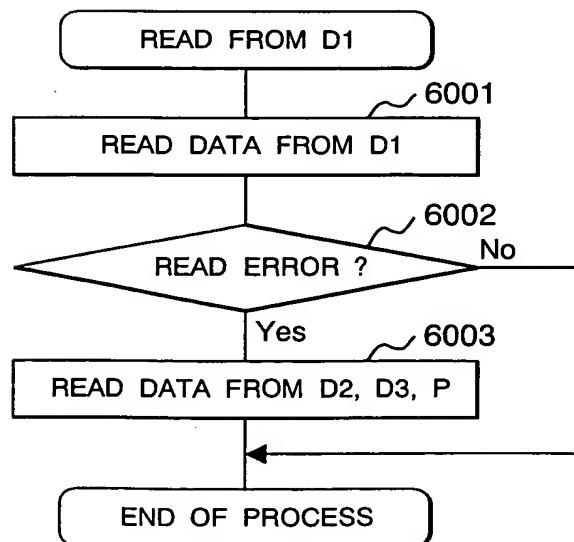 READ FROM D1
6001
READ DATA FROM D1
6002
READ ERROR ?
No
Yes
6003
READ DATA FROM D2, D3, P
END OF PROCESS